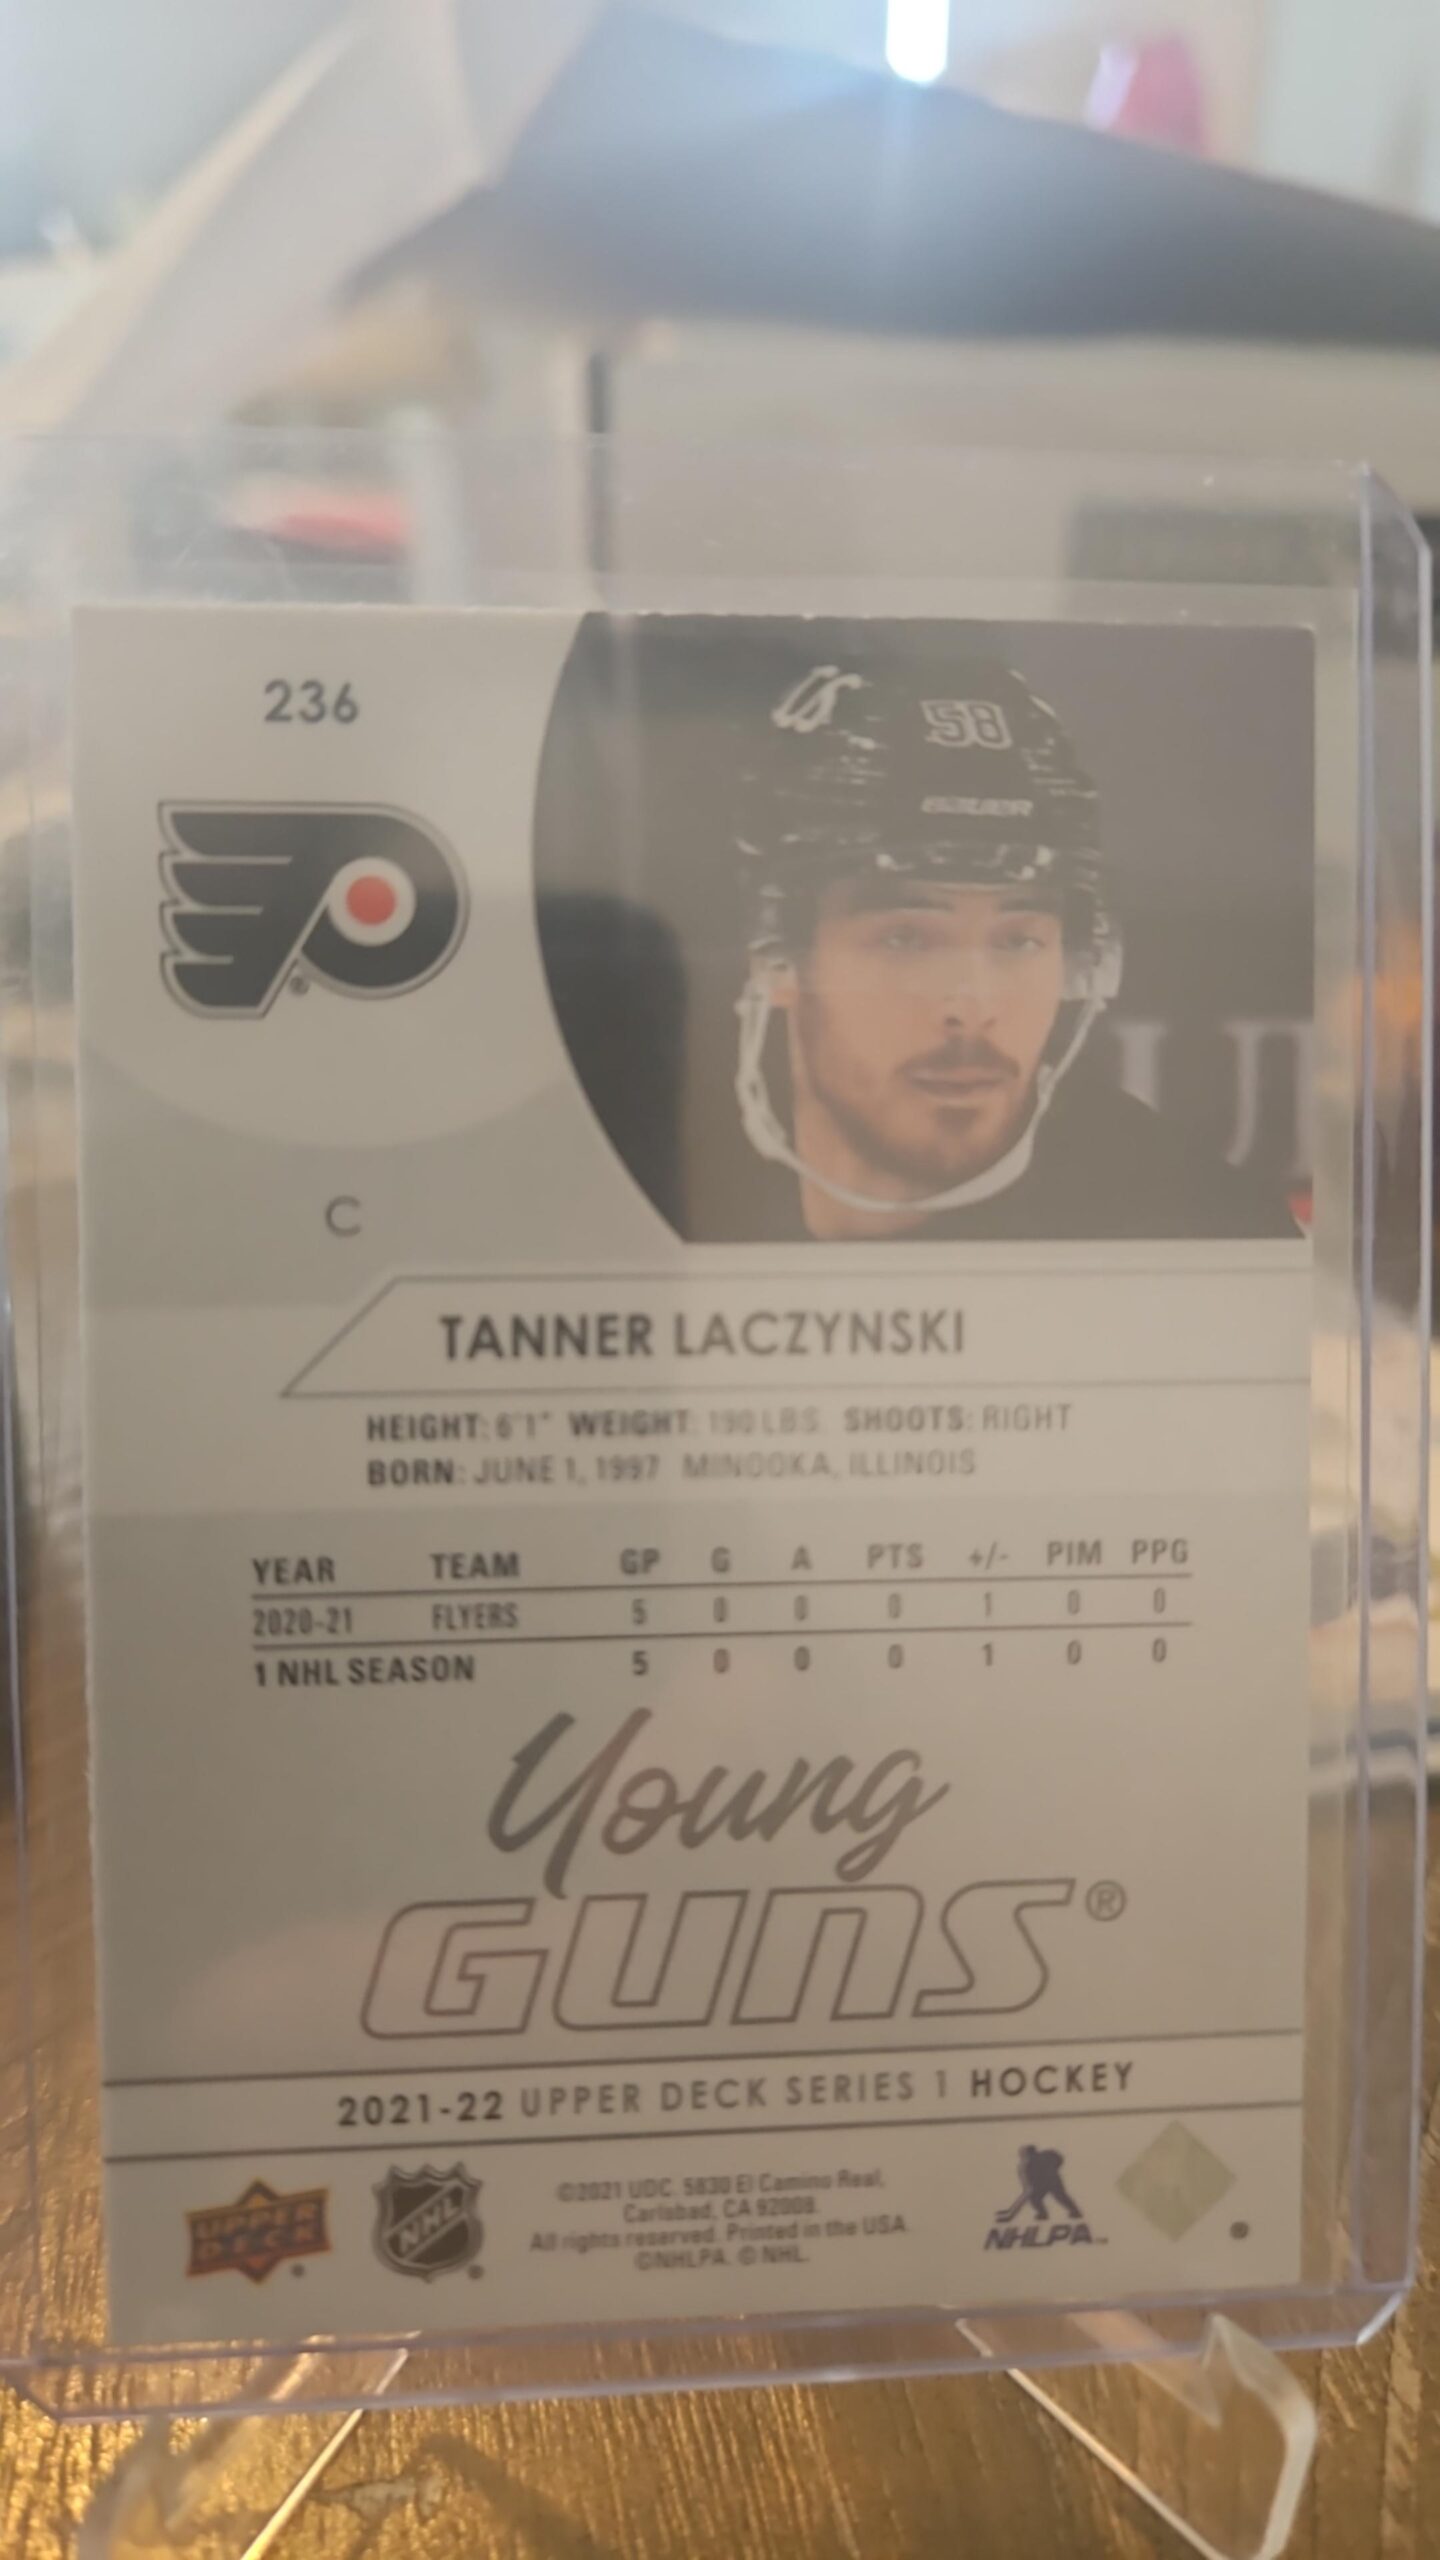 236
58
BAUER
C
TANNER LACZYNSKI
HEIGHT: 6'1" WEIGHT: 190 LBS. SHOOTS: RIGHT
BORN: JUNE 1, 1997 MINOOKA, ILLINOIS
YEAR TEAM GP G A PTS +/- PIM PPG
2020-21 FLYERS 5 0 0 0 1 0 0
1 NHL SEASON 5 0 0 0 1 0 0
Young
GUNS®
2021-22 UPPER DECK SERIES 1 HOCKEY
UPPER
DECK
NHL
©2021 UDC. 5830 El Camino Real,
Carlsbad, CA 92008.
All rights reserved. Printed in the USA
©NHLPA. © NHL.
NHLPA™